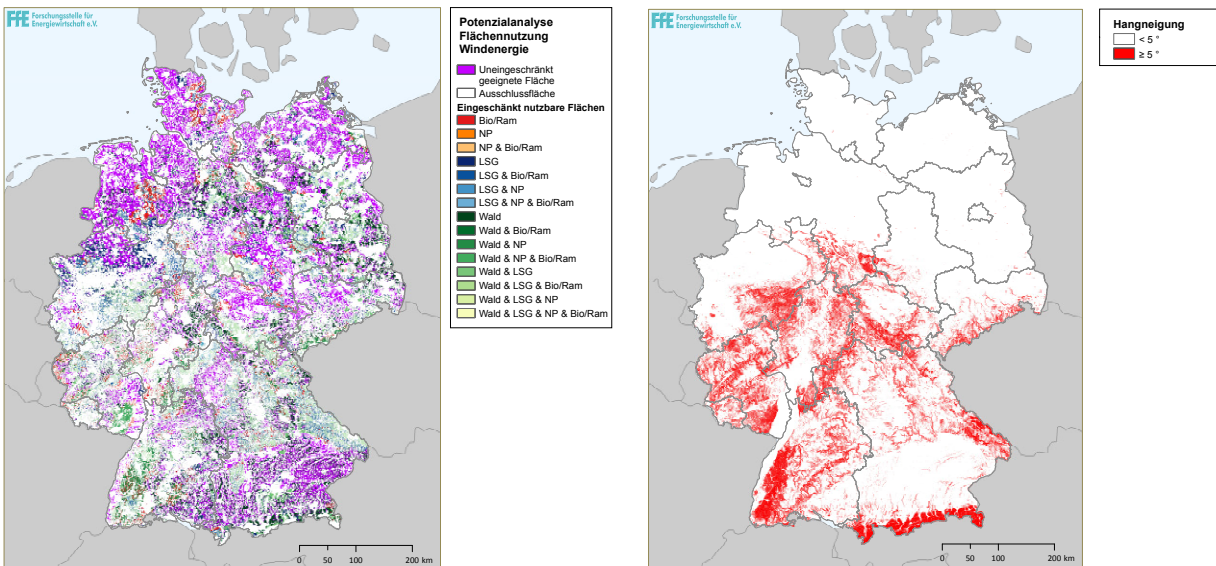 FfE Forschungsstelle für
Energiewirtschaft e.V.
Potenzialanalyse
Flächennutzung
Windenergie
Uneingeschränkt
geeignete Fläche
Ausschlussfläche
Eingeschänkt nutzbare Flächen
Bio/Ram
NP
NP & Bio/Ram
LSG
LSG & Bio/Ram
LSG & NP
LSG & NP & Bio/Ram
Wald
Wald & Bio/Ram
Wald & NP
Wald & NP & Bio/Ram
Wald & LSG
Wald & LSG & Bio/Ram
Wald & LSG & NP
Wald & LSG & NP & Bio/Ram
0 50 100 200 km
FfE Forschungsstelle für
Energiewirtschaft e.V.
Hangneigung
< 5 °
≥ 5 °
0 50 100 200 km